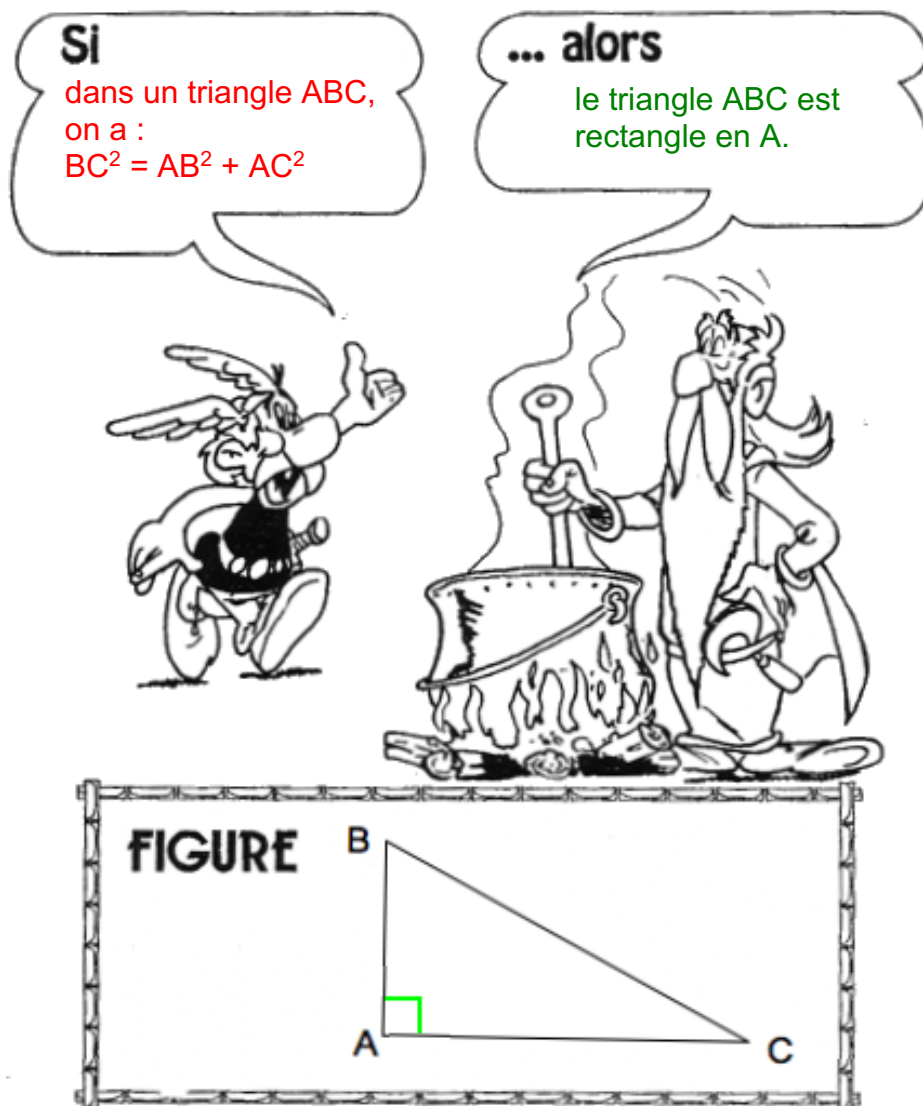 Si
dans un triangle ABC,
on a :
BC² = AB² + AC²
... alors
le triangle ABC est
rectangle en A.
FIGURE
B
A
C